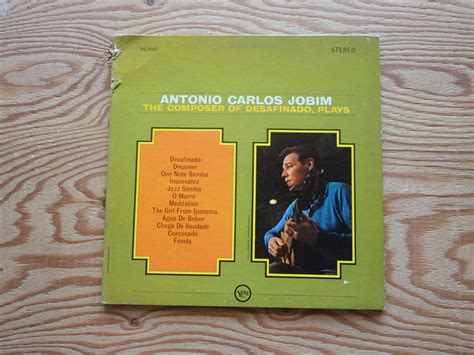 STEREO
ANTONIO CARLOS JOBIM
THE COMPOSER OF DESAFINADO, PLAYS
Desafinado
Dreamer
One Note Samba
Insensatez
Jazz Samba
O Morro
Meditation
The Girl From Ipanema
Agua De Beber
Chega De Saudade
Corcovado
Favela